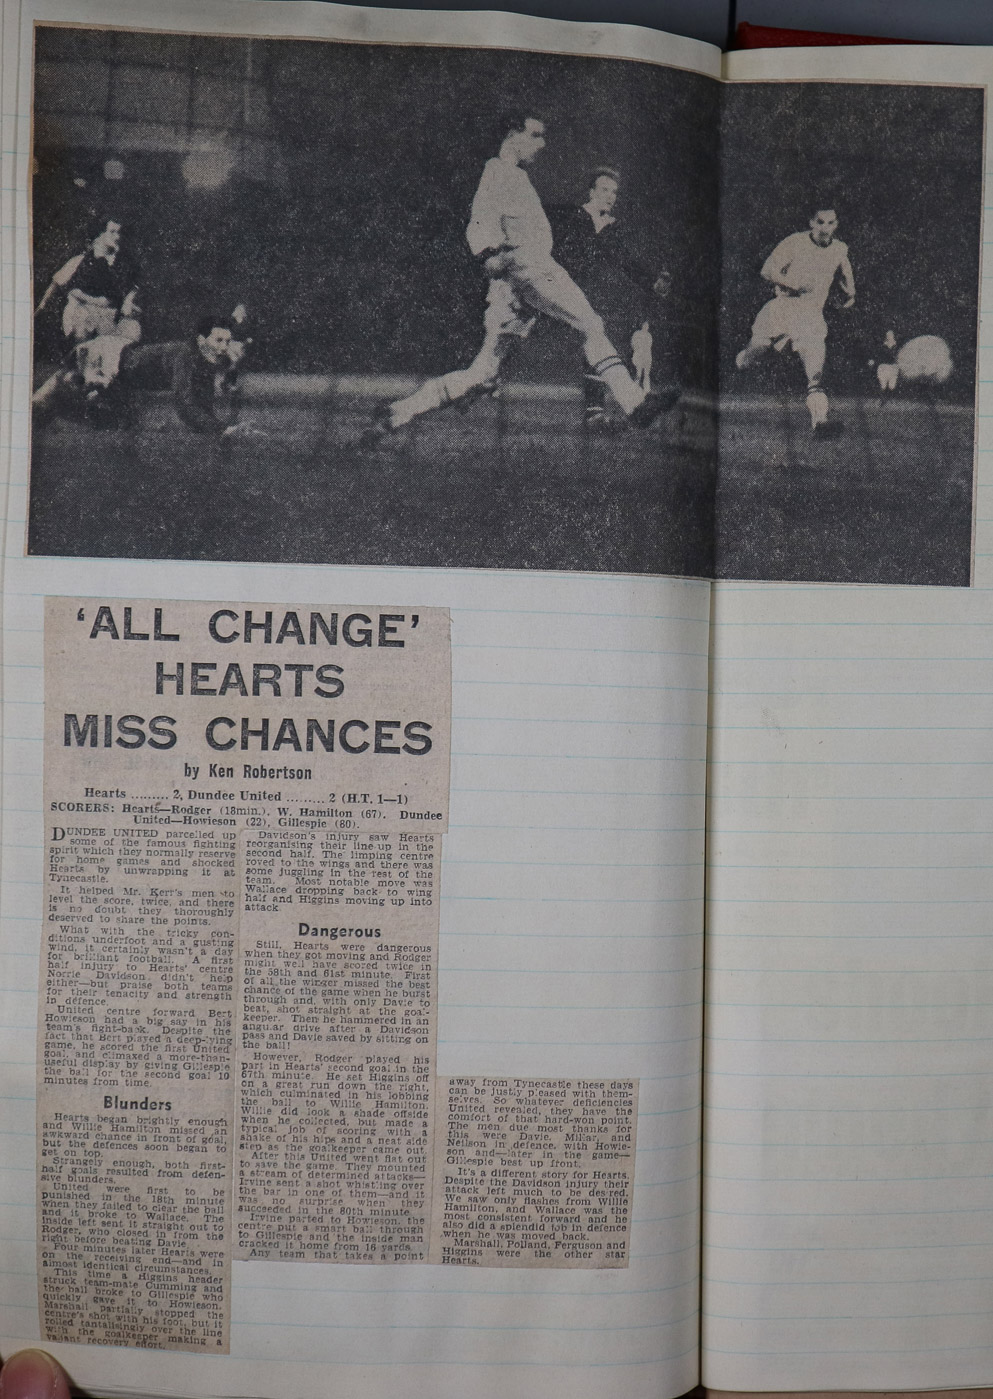 ‘ALL CHANGE’
HEARTS
MISS CHANCES
by Ken Robertson
Hearts ......... 2, Dundee United ......... 2 (H.T. 1—1)
SCORERS: Hearts—Rodger (18min.), W. Hamilton (67). Dundee
United—Howieson (22), Gillespie (80).
DUNDEE UNITED parcelled up
some of the famous fighting
spirit which they normally reserve
for home games and shocked
Hearts by unwrapping it at
Tynecastle.
It helped Mr. Kerr's men to
level the score, twice, and there
is no doubt they thoroughly
deserved to share the points.
What with the tricky con-
ditions underfoot and a gusting
wind, it certainly wasn't a day
for brilliant football. A first
half injury to Hearts' centre
Norrie Davidson didn't help
either—but praise both teams
for their tenacity and strength
in defence.
United centre forward Bert
Howieson had a big say in his
team's fight-back. Despite the
fact that Bert played a deep-lying
game, he scored the first United
goal, and climaxed a more-than-
useful display by giving Gillespie
the ball for the second goal 10
minutes from time.
Blunders
Hearts began brightly enough
and Willie Hamilton missed an
awkward chance in front of goal,
but the defences soon began to
get on top.
Strangely enough, both first-
half goals resulted from defen-
sive blunders.
United were first to be
punished in the 18th minute
when they failed to clear the ball
and it broke to Wallace. The
inside left sent it straight out to
Rodger, who closed in from the
right before beating Davie.
Four minutes later Hearts were
on the receiving end—and in
almost identical circumstances.
This time a Higgins header
struck team-mate Cumming and
the ball broke to Gillespie who
quickly gave it to Howieson.
Marshall partially stopped the
centre's shot with his foot, but it
rolled tantalisingly over the line
with the goalkeeper making a
valiant recovery effort.
Davidson's injury saw Hearts
reorganising their line-up in the
second half. The limping centre
roved to the wings and there was
some juggling in the rest of the
team. Most notable move was
Wallace dropping back to wing
half and Higgins moving up into
attack.
Dangerous
Still, Hearts were dangerous
when they got moving and Rodger
might well have scored twice in
the 58th and 61st minute. First
of all the winger missed the best
chance of the game when he burst
through and, with only Davie to
beat, shot straight at the goal-
keeper. Then he hammered in an
angular drive after a Davidson
pass and Davie saved by sitting on
the ball!
However, Rodger played his
part in Hearts' second goal in the
67th minute. He set Higgins off
on a great run down the right,
which culminated in his lobbing
the ball to Willie Hamilton.
Willie did look a shade offside
when he collected, but made a
typical job of scoring with a
shake of his hips and a neat side
step as the goalkeeper came out.
After this United went flat out
to save the game. They mounted
a stream of determined attacks—
Irvine sent a shot whistling over
the bar in one of them—and it
was no surprise when they
succeeded in the 80th minute.
Irvine parted to Howieson, the
centre put a smart ball through
to Gillespie and the inside man
cracked it home from 16 yards.
Any team that takes a point
away from Tynecastle these days
can be justly pleased with them-
selves. So whatever deficiencies
United revealed, they have the
comfort of that hard-won point.
The men due most thanks for
this were Davie, Millar, and
Neilson in defence, with Howie-
son and—later in the game—
Gillespie best up front.
It's a different story for Hearts.
Despite the Davidson injury their
attack left much to be desired.
We saw only flashes from Willie
Hamilton, and Wallace was the
most consistent forward and he
also did a splendid job in defence
when he was moved back.
Marshall, Polland, Ferguson and
Higgins were the other star
Hearts.